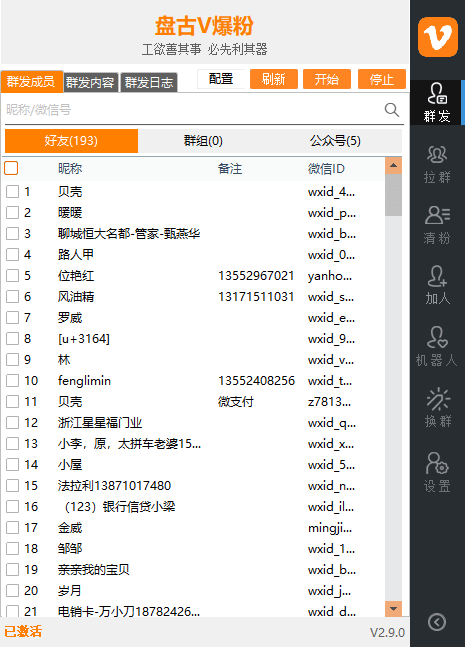 盘古V爆粉
工欲善其事 必先利其器
群发成员 群发内容 群发日志 配置 刷新 开始 停止
昵称/微信号
好友(193) 群组(0) 公众号(5)
昵称 备注 微信ID
1 贝壳 wxid_4...
2 暖暖 wxid_p...
3 聊城恒大名都-管家-甄燕华 wxid_b...
4 路人甲 wxid_0...
5 位艳红 13552967021 yanho...
6 风油精 13171511031 wxid_s...
7 罗威 wxid_e...
8 [u+3164] wxid_9...
9 林 wxid_v...
10 fenglimin 13552408256 wxid_t...
11 贝壳 微支付 z7813...
12 浙江星星福门业 wxid_q...
13 小李，原，太拼车老婆15... wxid_x...
14 小屋 wxid_5...
15 法拉利13871017480 wxid_n...
16 （123）银行信贷小梁 wxid_il...
17 金威 mingji...
18 邹邹 wxid_1...
19 亲亲我的宝贝 wxid_b...
20 岁月 wxid_j...
21 电销卡-万小刀18782426... wxid_d...
已激活 V2.9.0
群发
拉群
清粉
加人
机器人
换群
设置